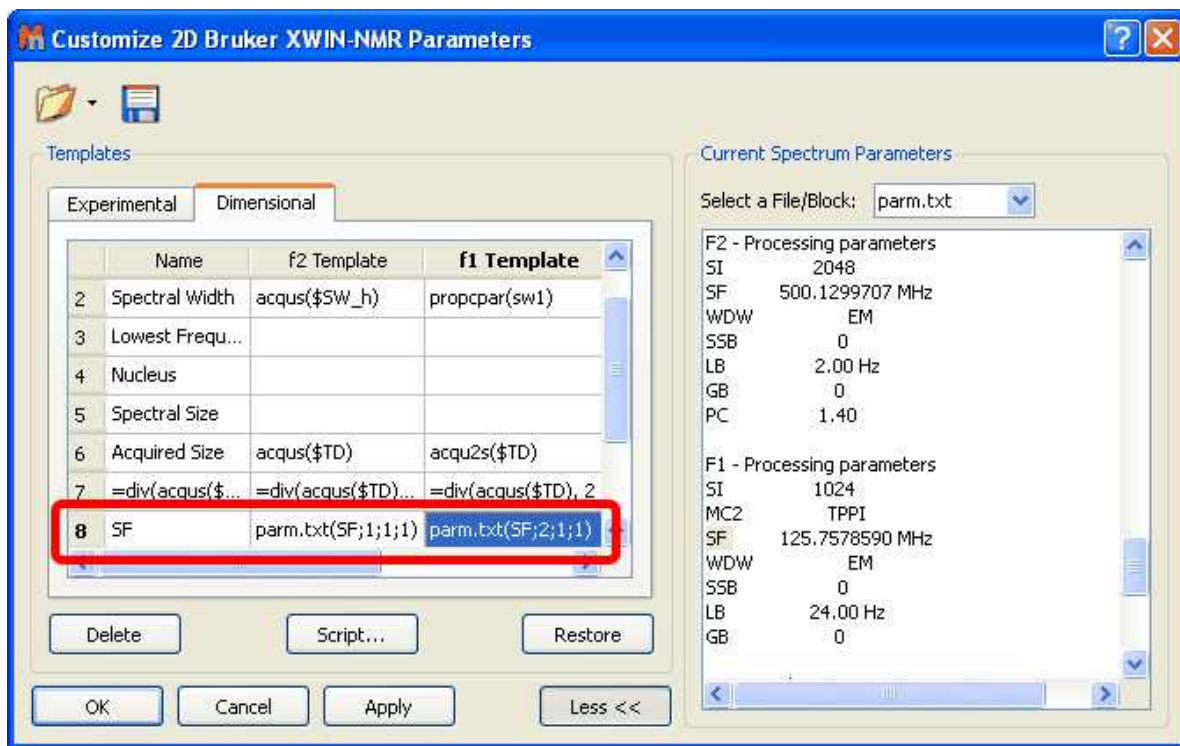 Customize 2D Bruker XWIN-NMR Parameters
Templates
Experimental Dimensional
Name f2 Template f1 Template
2 Spectral Width acqus($SW_h) propcpar(sw1)
3 Lowest Frequ...
4 Nucleus
5 Spectral Size
6 Acquired Size acqus($TD) acqu2s($TD)
7 =div(acqus($... =div(acqus($TD)... =div(acqus($TD), 2
8 SF parm.txt(SF;1;1;1) parm.txt(SF;2;1;1)
Delete Script... Restore
OK Cancel Apply Less <<
Current Spectrum Parameters
Select a File/Block: parm.txt
F2 - Processing parameters
SI 2048
SF 500.1299707 MHz
WDW EM
SSB 0
LB 2.00 Hz
GB 0
PC 1.40
F1 - Processing parameters
SI 1024
MC2 TPPI
SF 125.7578590 MHz
WDW EM
SSB 0
LB 24.00 Hz
GB 0